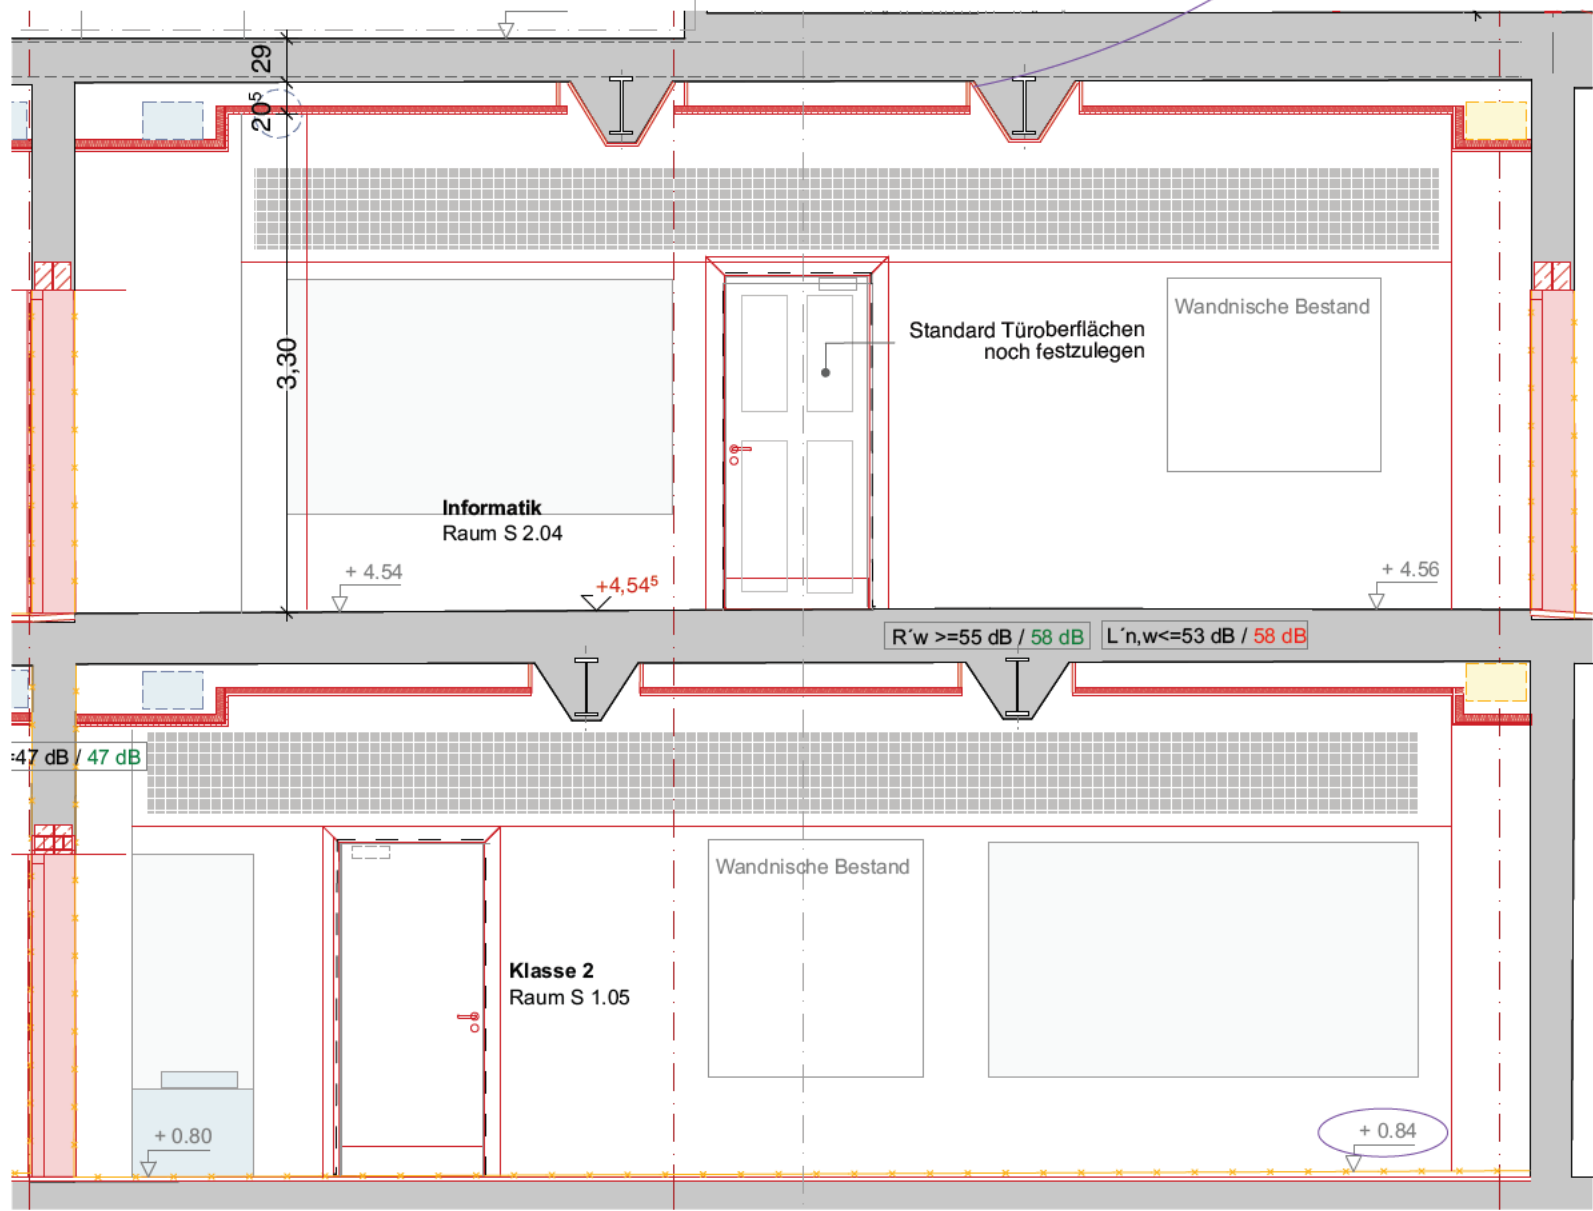 29
20⁵
3,30
Wandnische Bestand
Standard Türoberflächen
noch festzulegen
Informatik
Raum S 2.04
+ 4.54
+4,54⁵
+ 4.56
R´w >=55 dB / 58 dB
L´n,w<=53 dB / 58 dB
=47 dB / 47 dB
Wandnische Bestand
Klasse 2
Raum S 1.05
+ 0.80
+ 0.84